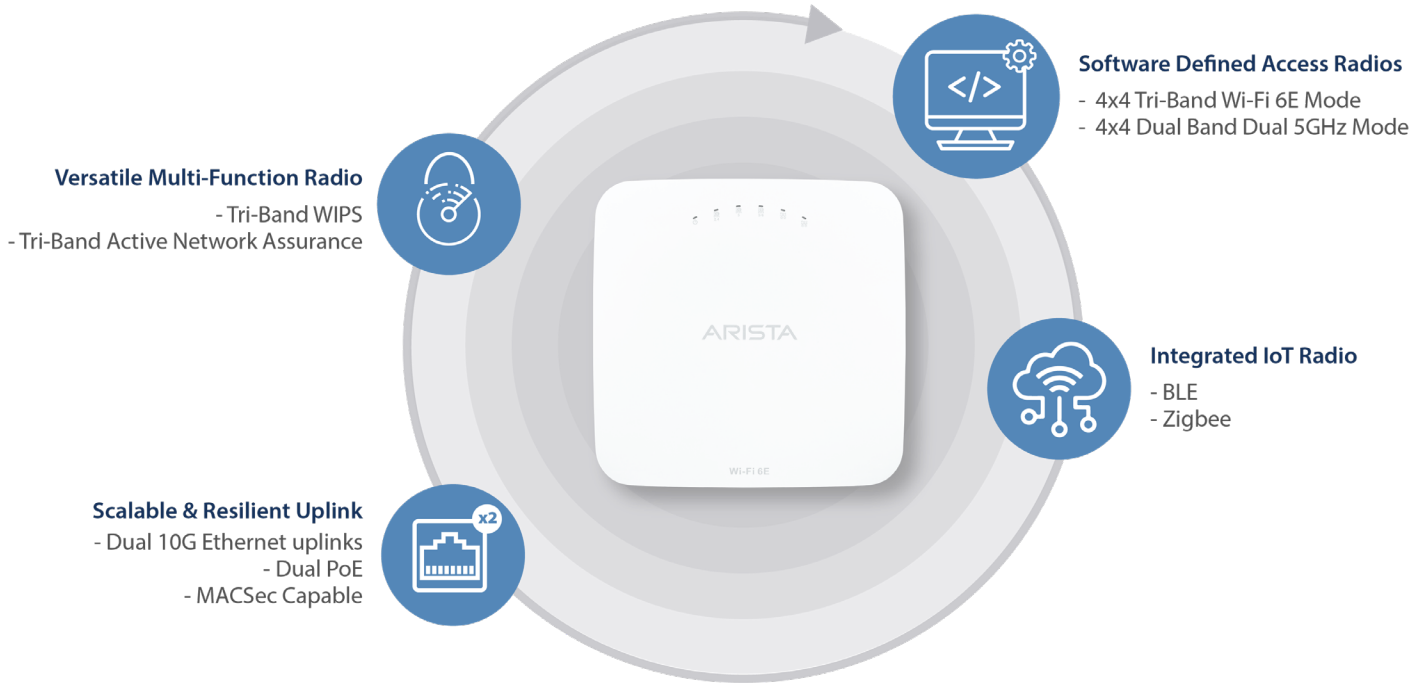 Software Defined Access Radios
- 4x4 Tri-Band Wi-Fi 6E Mode
- 4x4 Dual Band Dual 5GHz Mode
</>
Versatile Multi-Function Radio
- Tri-Band WIPS
- Tri-Band Active Network Assurance
ARISTA
Wi-Fi 6E
Integrated IoT Radio
- BLE
- Zigbee
Scalable & Resilient Uplink
- Dual 10G Ethernet uplinks
- Dual PoE
- MACSec Capable
x2